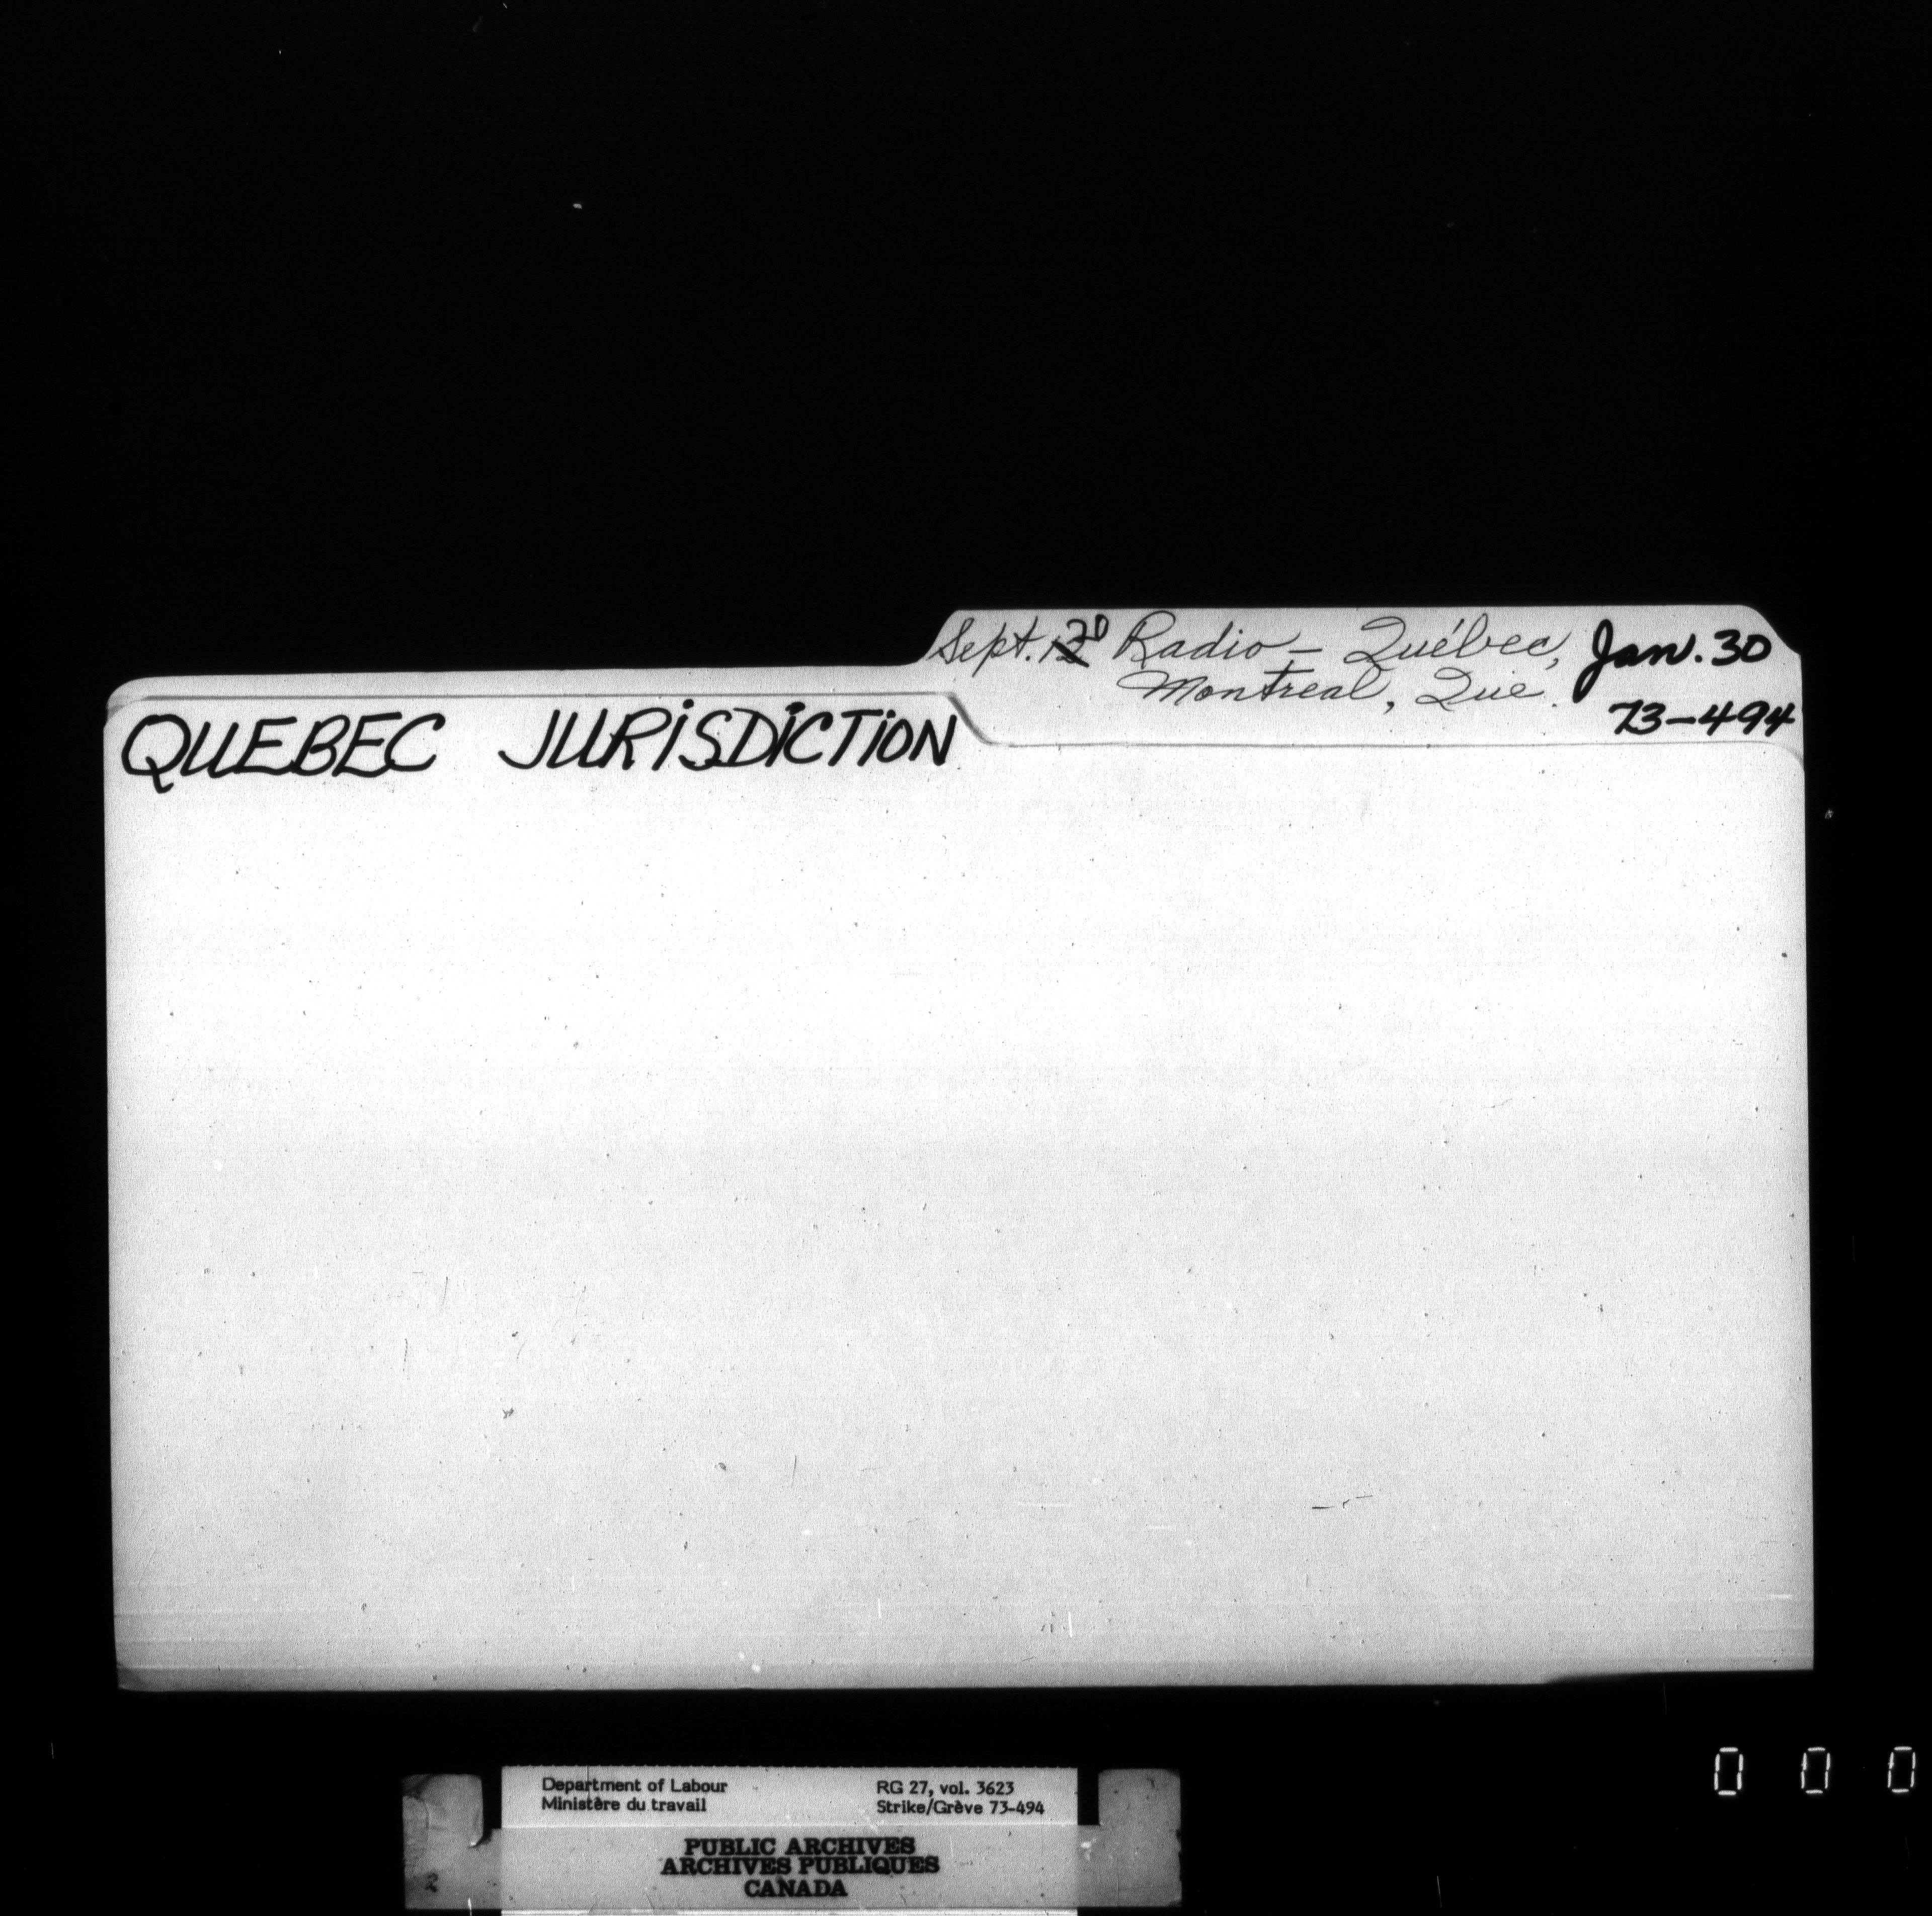 Sept. 20 Radio – Québec, Jan. 30
Montreal, Que. 73-494
QUEBEC JURISDICTION
0 0 0
Department of Labour RG 27, vol. 3623
Ministère du travail Strike/Grève 73-494
PUBLIC ARCHIVES
ARCHIVES PUBLIQUES
CANADA
2